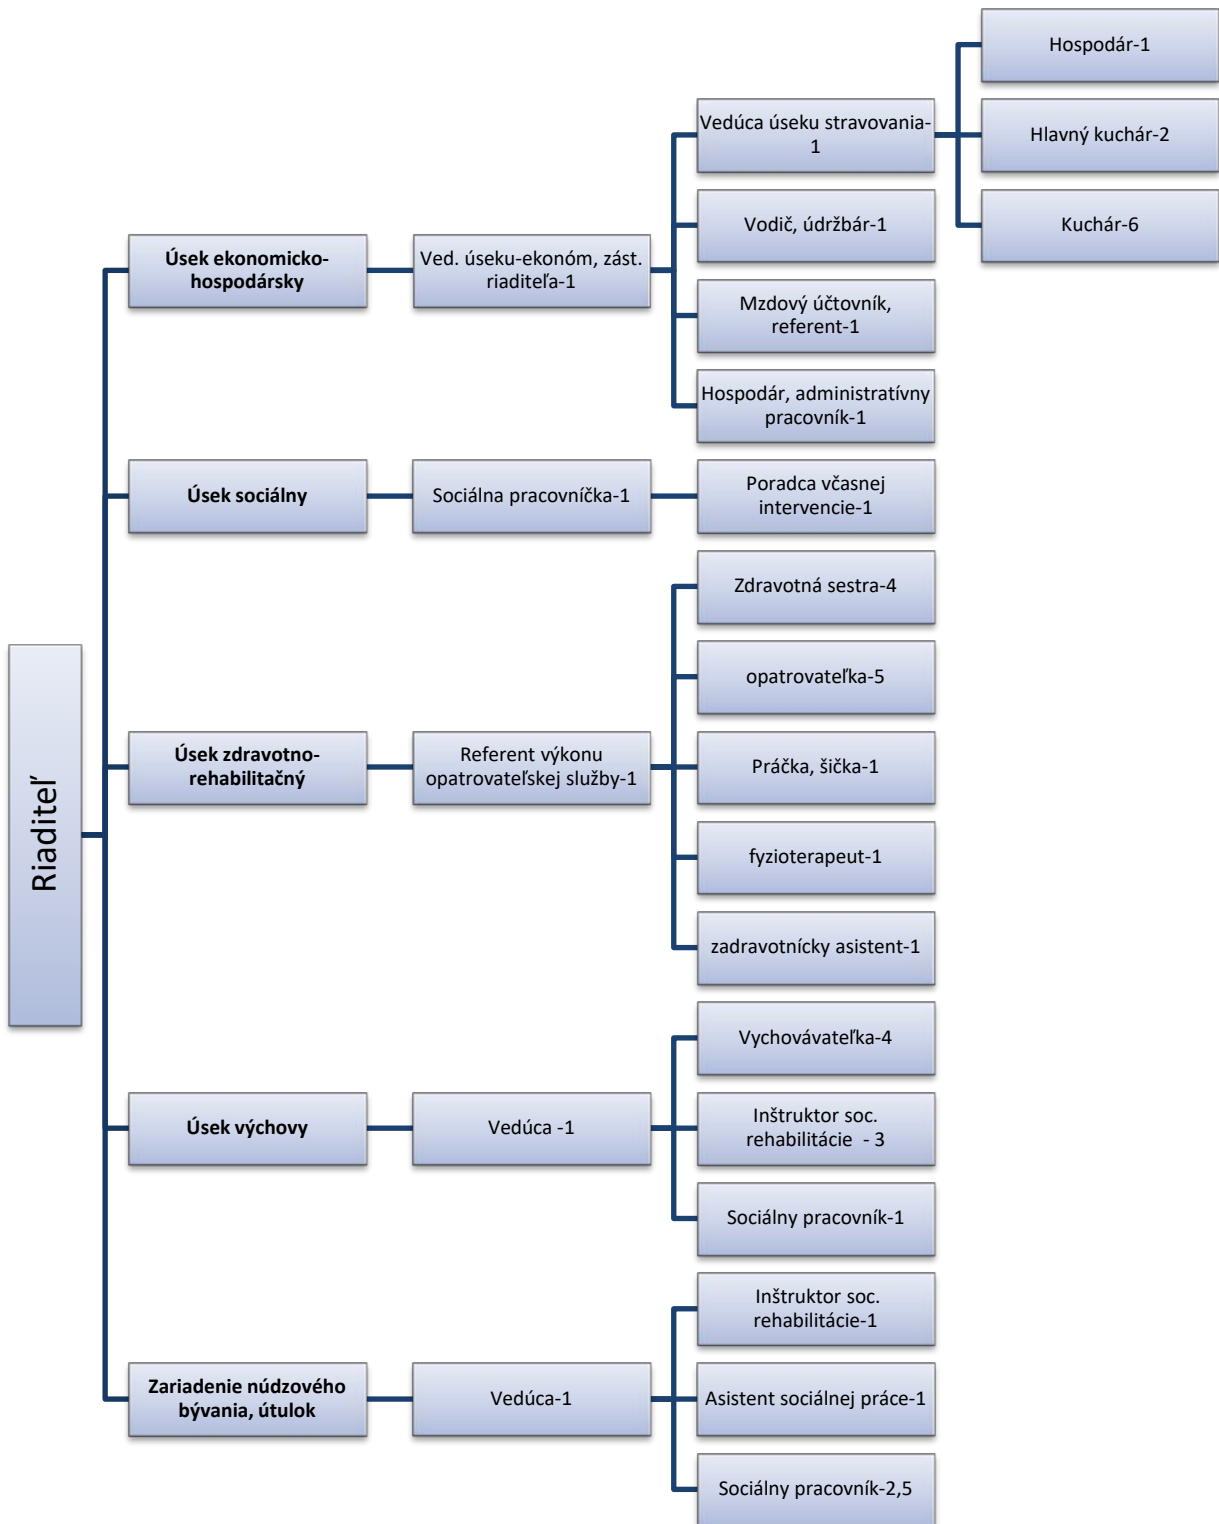 Riaditeľ
Úsek ekonomicko-
hospodársky
Ved. úseku-ekonóm, zást.
riaditeľa-1
Vedúca úseku stravovania-
1
Hospodár-1
Hlavný kuchár-2
Kuchár-6
Vodič, údržbár-1
Mzdový účtovník,
referent-1
Hospodár, administratívny
pracovník-1
Úsek sociálny
Sociálna pracovníčka-1
Poradca včasnej
intervencie-1
Úsek zdravotno-
rehabilitačný
Referent výkonu
opatrovateľskej služby-1
Zdravotná sestra-4
opatrovateľka-5
Práčka, šička-1
fyzioterapeut-1
zadravotnícky asistent-1
Úsek výchovy
Vedúca -1
Vychovávateľka-4
Inštruktor soc.
rehabilitácie  - 3
Sociálny pracovník-1
Zariadenie núdzového
bývania, útulok
Vedúca-1
Inštruktor soc.
rehabilitácie-1
Asistent sociálnej práce-1
Sociálny pracovník-2,5